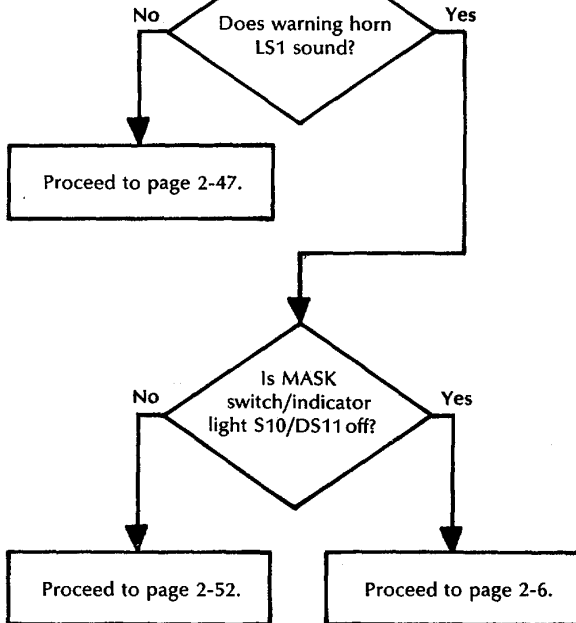 No
Yes
Does warning horn
LS1 sound?
Proceed to page 2-47.
No
Yes
Is MASK
switch/indicator
light S10/DS11 off?
Proceed to page 2-52.
Proceed to page 2-6.